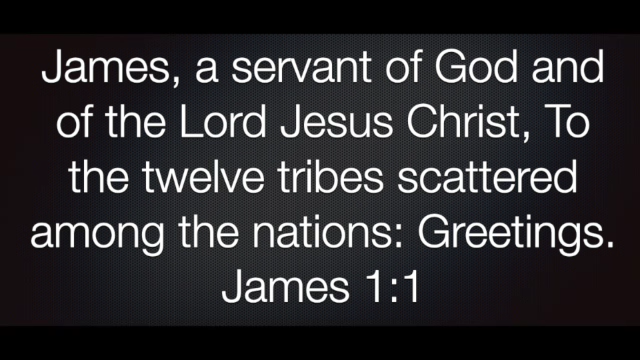 James, a servant of God and
of the Lord Jesus Christ, To
the twelve tribes scattered
among the nations: Greetings.
James 1:1